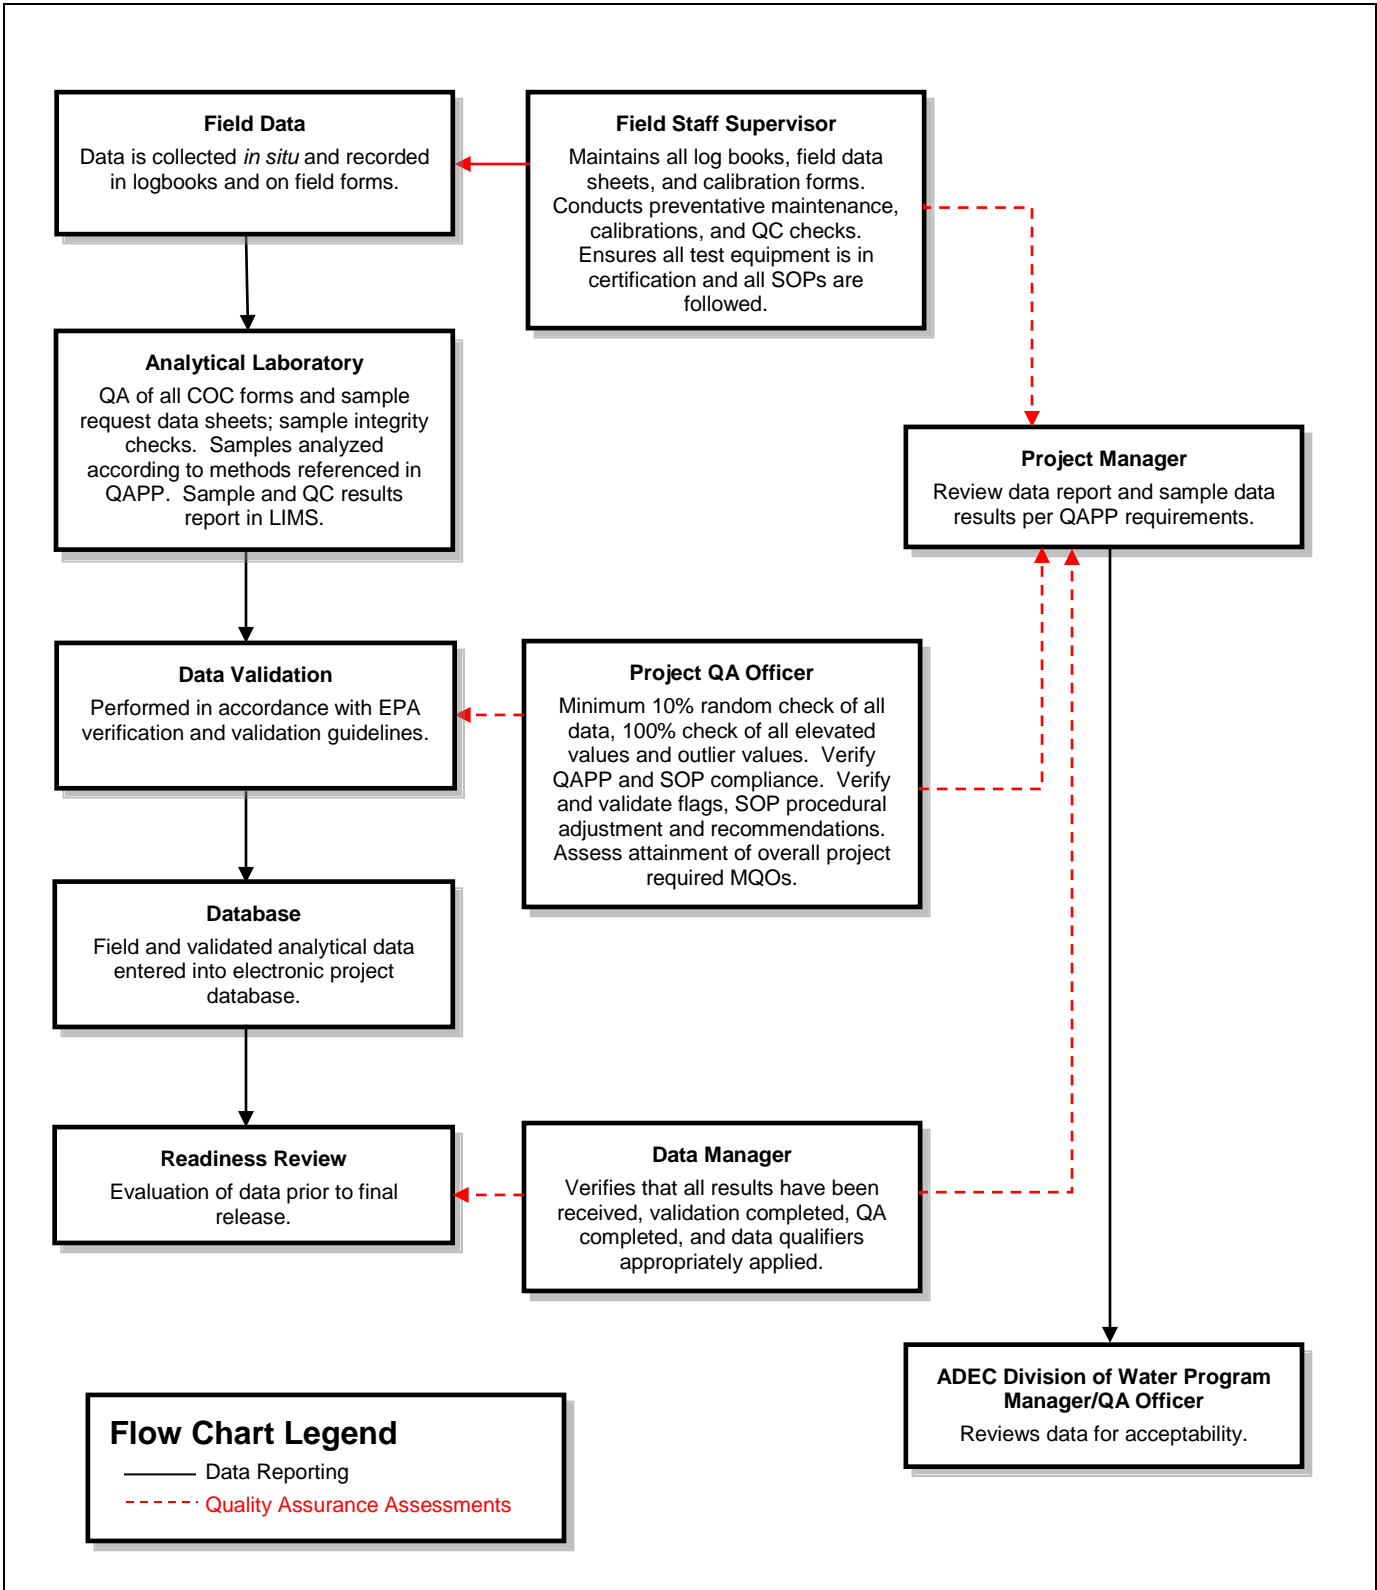 Field Data
Data is collected in situ and recorded
in logbooks and on field forms.
Field Staff Supervisor
Maintains all log books, field data
sheets, and calibration forms.
Conducts preventative maintenance,
calibrations, and QC checks.
Ensures all test equipment is in
certification and all SOPs are
followed.
Analytical Laboratory
QA of all COC forms and sample
request data sheets; sample integrity
checks.  Samples analyzed
according to methods referenced in
QAPP.  Sample and QC results
report in LIMS.
Project Manager
Review data report and sample data
results per QAPP requirements.
Data Validation
Performed in accordance with EPA
verification and validation guidelines.
Project QA Officer
Minimum 10% random check of all
data, 100% check of all elevated
values and outlier values.  Verify
QAPP and SOP compliance.  Verify
and validate flags, SOP procedural
adjustment and recommendations.
Assess attainment of overall project
required MQOs.
Database
Field and validated analytical data
entered into electronic project
database.
Readiness Review
Evaluation of data prior to final
release.
Data Manager
Verifies that all results have been
received, validation completed, QA
completed, and data qualifiers
appropriately applied.
ADEC Division of Water Program
Manager/QA Officer
Reviews data for acceptability.
Flow Chart Legend
Data Reporting
Quality Assurance Assessments